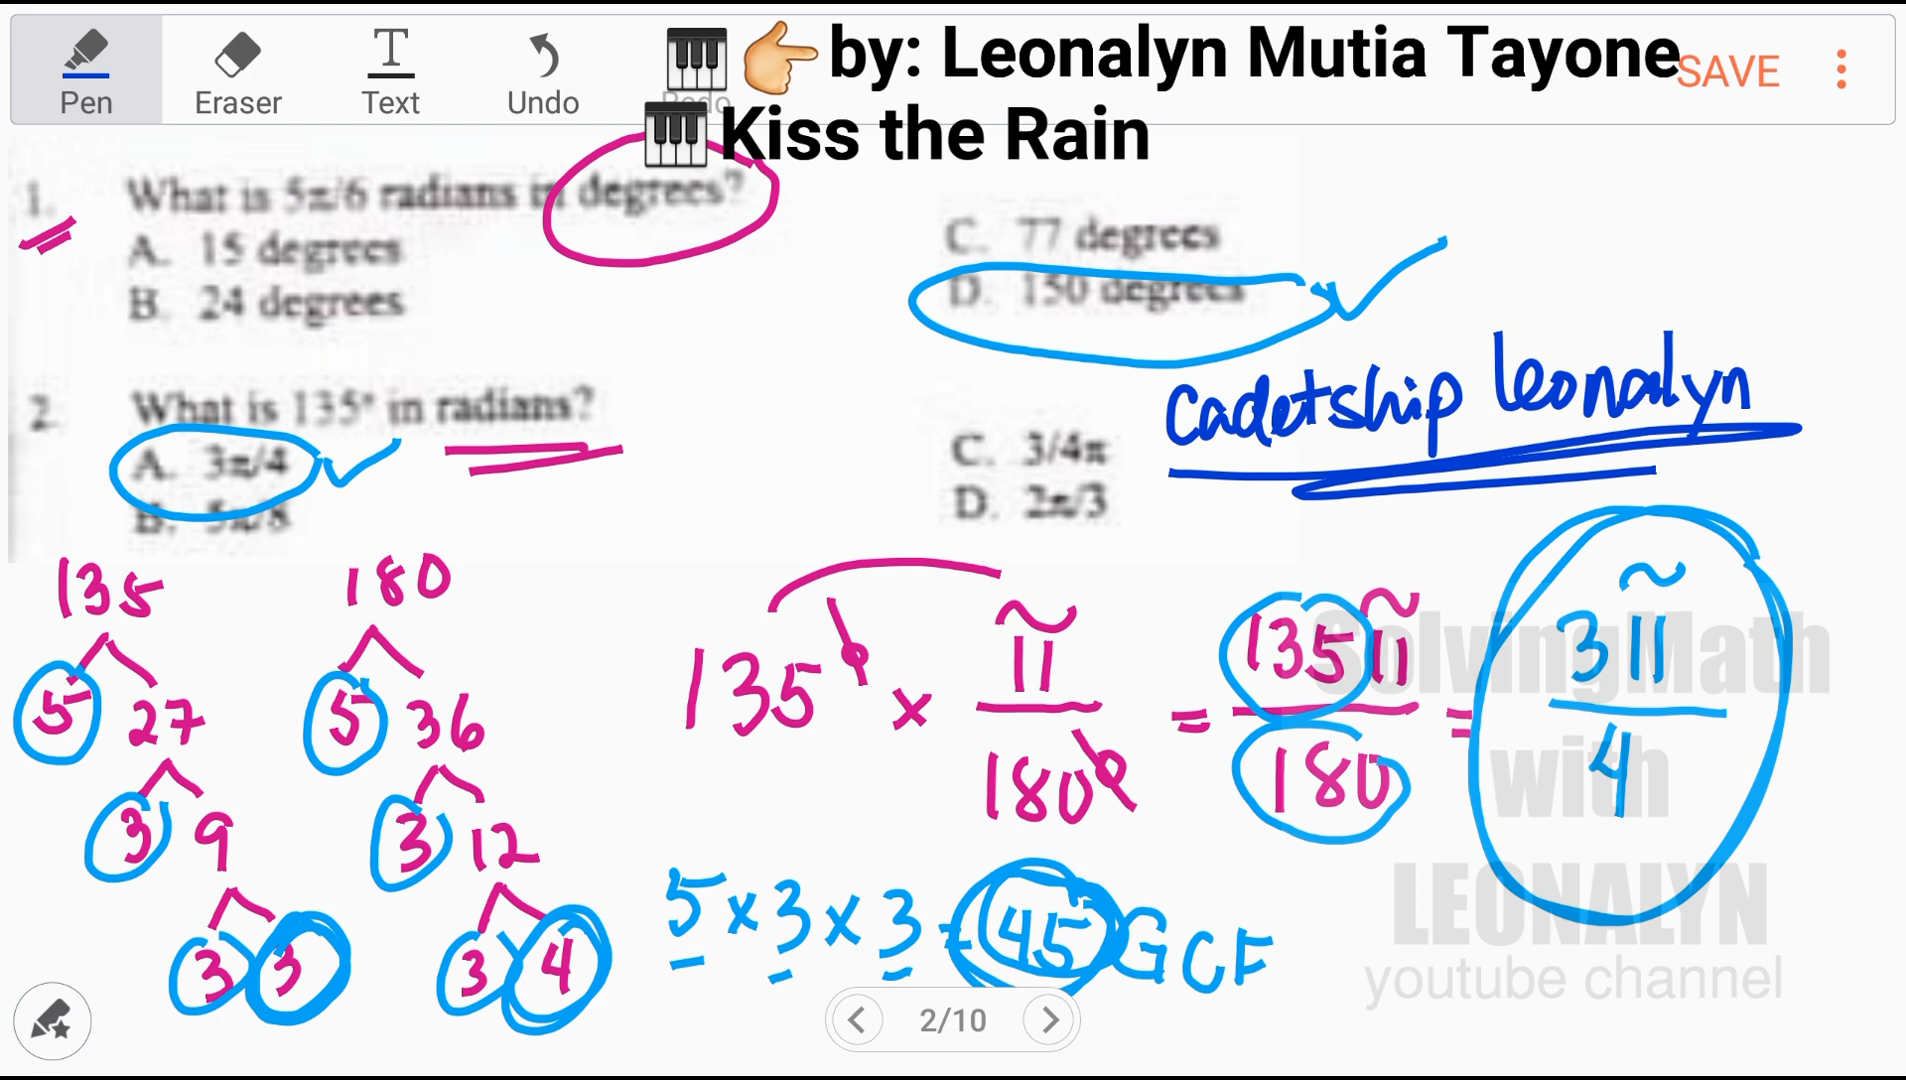 🎹👉by: Leonalyn Mutia Tayone
🎹Kiss the Rain
Pen
Eraser
Text
Undo
Redo
SAVE
1. What is 5π/6 radians in degrees?
A. 15 degrees
B. 24 degrees
C. 77 degrees
D. 150 degrees
2. What is 135° in radians?
A. 3π/4
B. 5π/8
C. 3/4π
D. 2π/3
cadetship leonalyn
135
5 27
3 9
3 3
180
5 36
3 12
3 4
135° × π/180° = 135π/180 = 3π/4
5 × 3 × 3 = 45 GCF
SolvingMath
with
LEONALYN
youtube channel
2/10